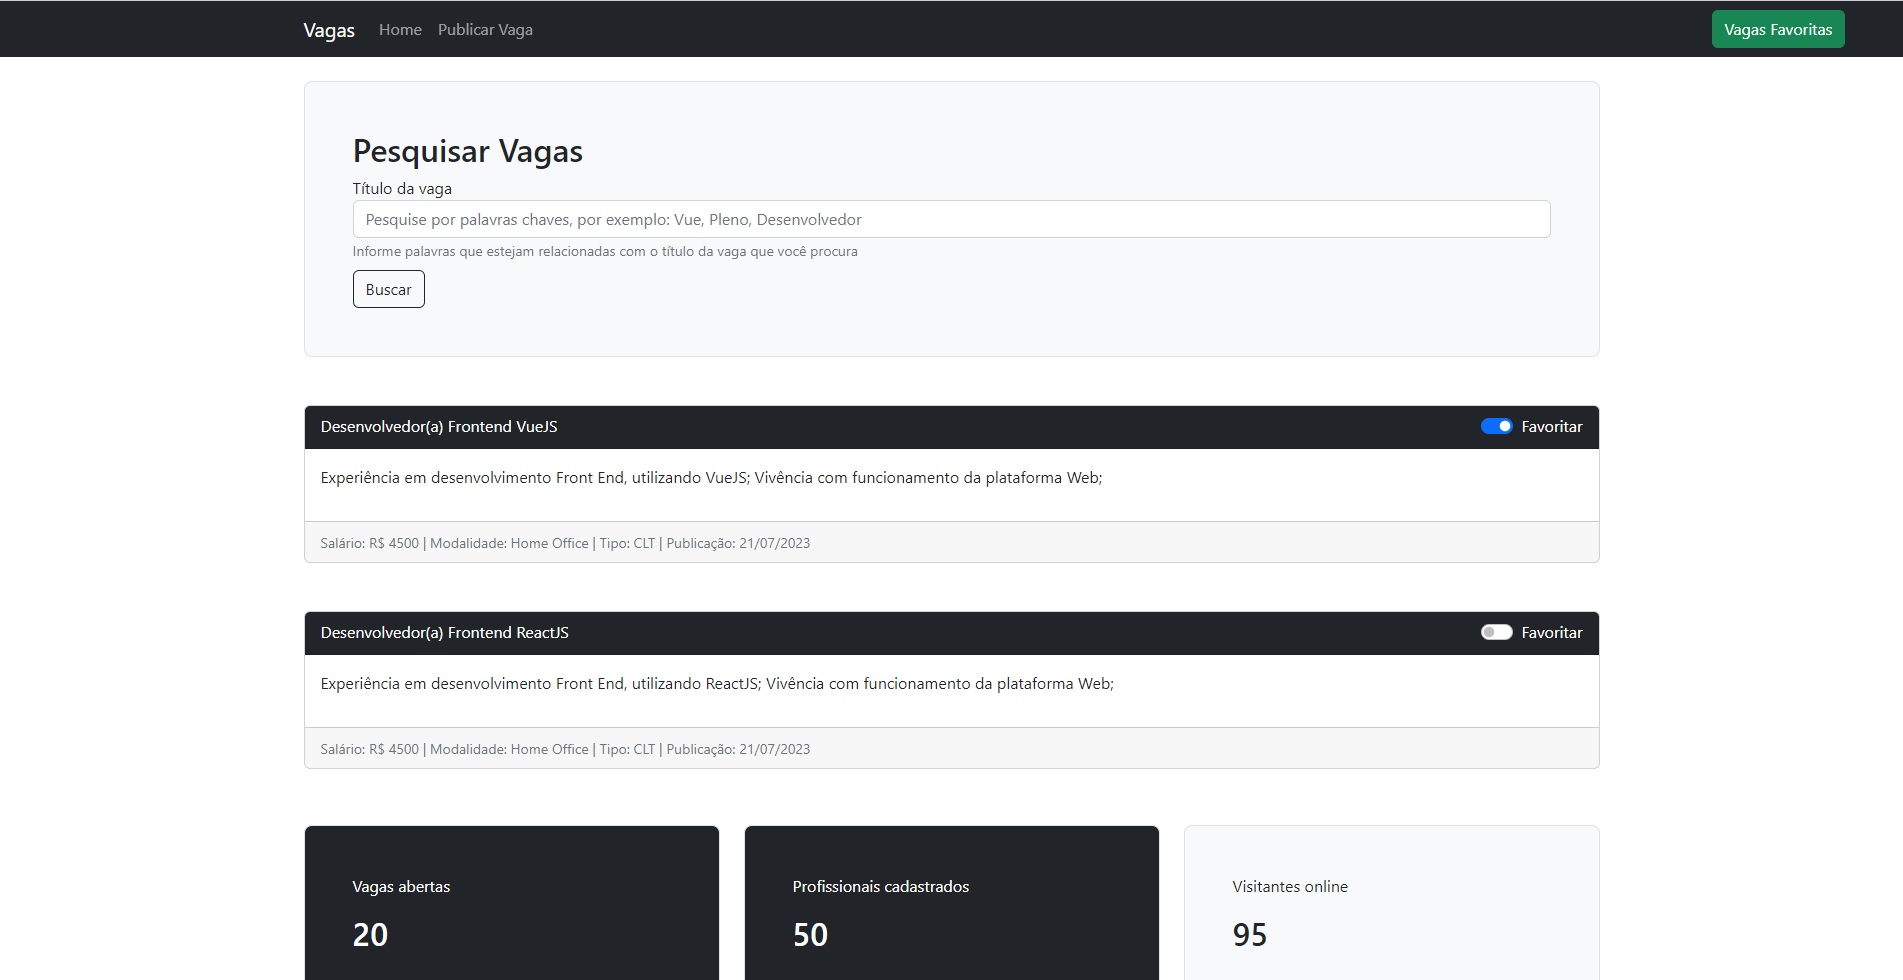 Vagas Home Publicar Vaga Vagas Favoritas
Pesquisar Vagas
Título da vaga
Pesquise por palavras chaves, por exemplo: Vue, Pleno, Desenvolvedor
Informe palavras que estejam relacionadas com o título da vaga que você procura
Buscar
Desenvolvedor(a) Frontend VueJS Favoritar
Experiência em desenvolvimento Front End, utilizando VueJS; Vivência com funcionamento da plataforma Web;
Salário: R$ 4500 | Modalidade: Home Office | Tipo: CLT | Publicação: 21/07/2023
Desenvolvedor(a) Frontend ReactJS Favoritar
Experiência em desenvolvimento Front End, utilizando ReactJS; Vivência com funcionamento da plataforma Web;
Salário: R$ 4500 | Modalidade: Home Office | Tipo: CLT | Publicação: 21/07/2023
Vagas abertas
20
Profissionais cadastrados
50
Visitantes online
95